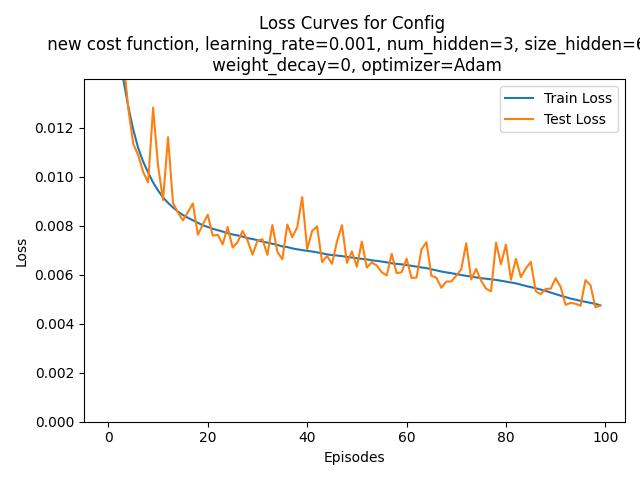 Loss Curves for Config
new cost function, learning_rate=0.001, num_hidden=3, size_hidden=6
weight_decay=0, optimizer=Adam
Train Loss
Test Loss
0.012
0.010
0.008
0.006
0.004
0.002
0.000
Loss
0 20 40 60 80 100
Episodes